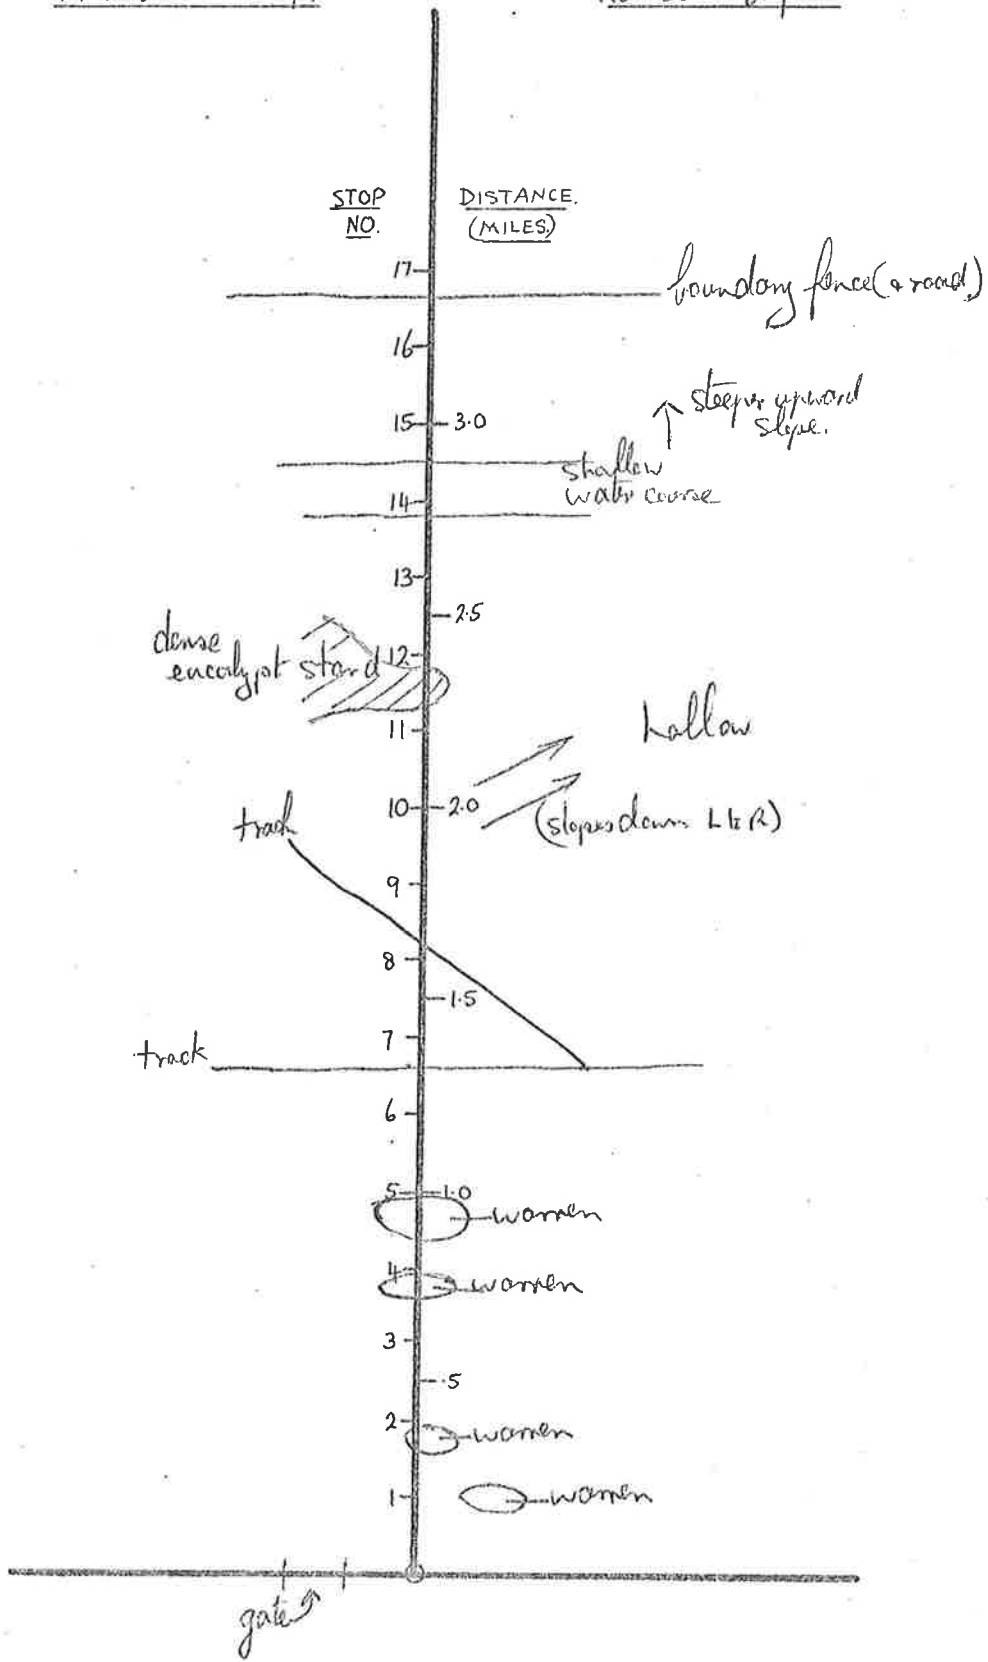 STOP
NO.
DISTANCE.
(MILES.)
17
boundary fence (& road.)
16
steeper upward
slope.
15
3.0
shallow
water course
14
13
2.5
dense
eucalypt stand
12
11
hollow
10
2.0
(slopes down L to R)
track
9
8
1.5
7
track
6
5
1.0
warren
4
warren
3
.5
2
warren
1
warren
gate